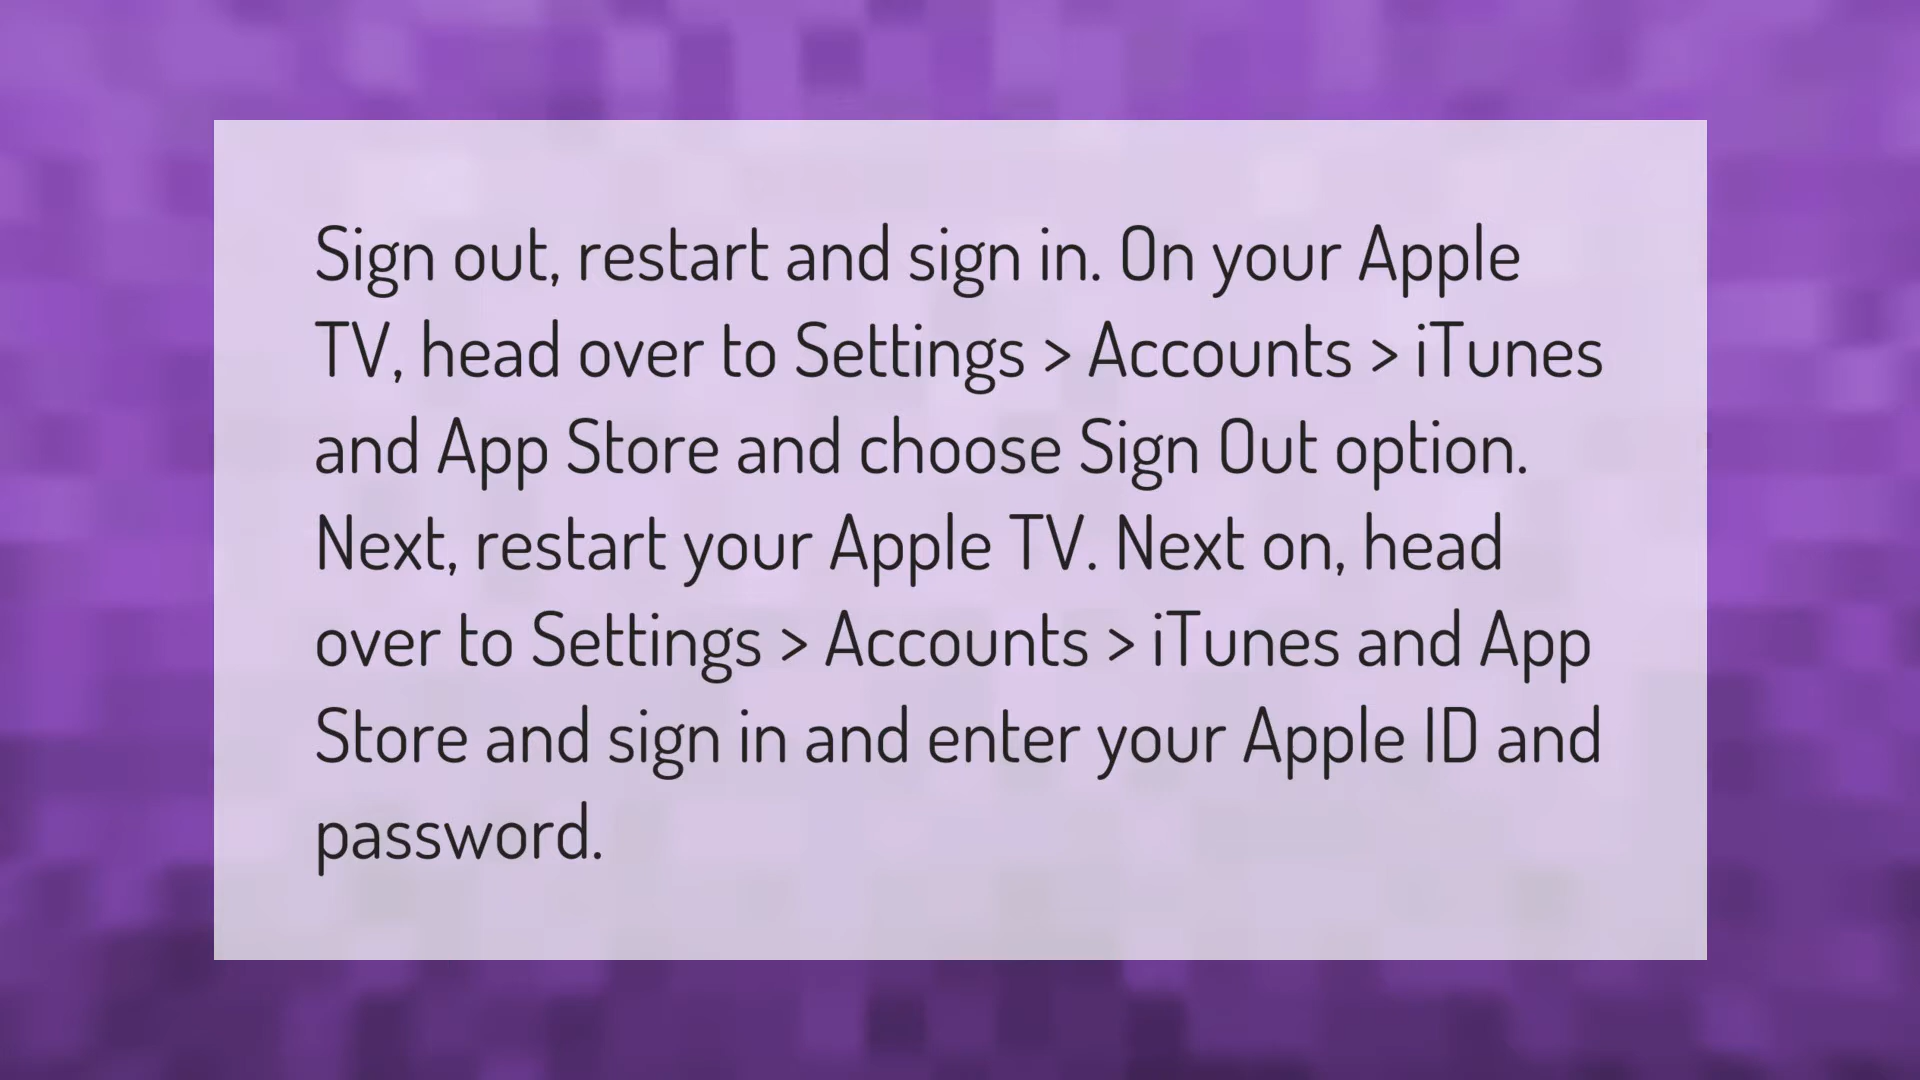 Sign out, restart and sign in. On your Apple
TV, head over to Settings > Accounts > iTunes
and App Store and choose Sign Out option.
Next, restart your Apple TV. Next on, head
over to Settings > Accounts > iTunes and App
Store and sign in and enter your Apple ID and
password.